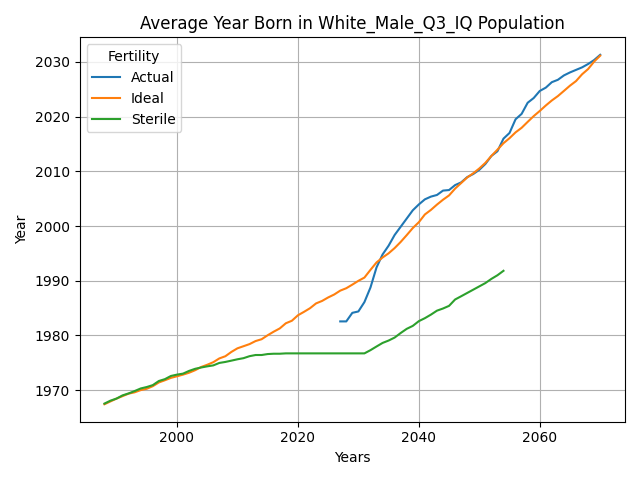 Average Year Born in White_Male_Q3_IQ Population
Fertility
Actual
Ideal
Sterile
2030
2020
2010
2000
1990
1980
1970
Year
2000 2020 2040 2060
Years